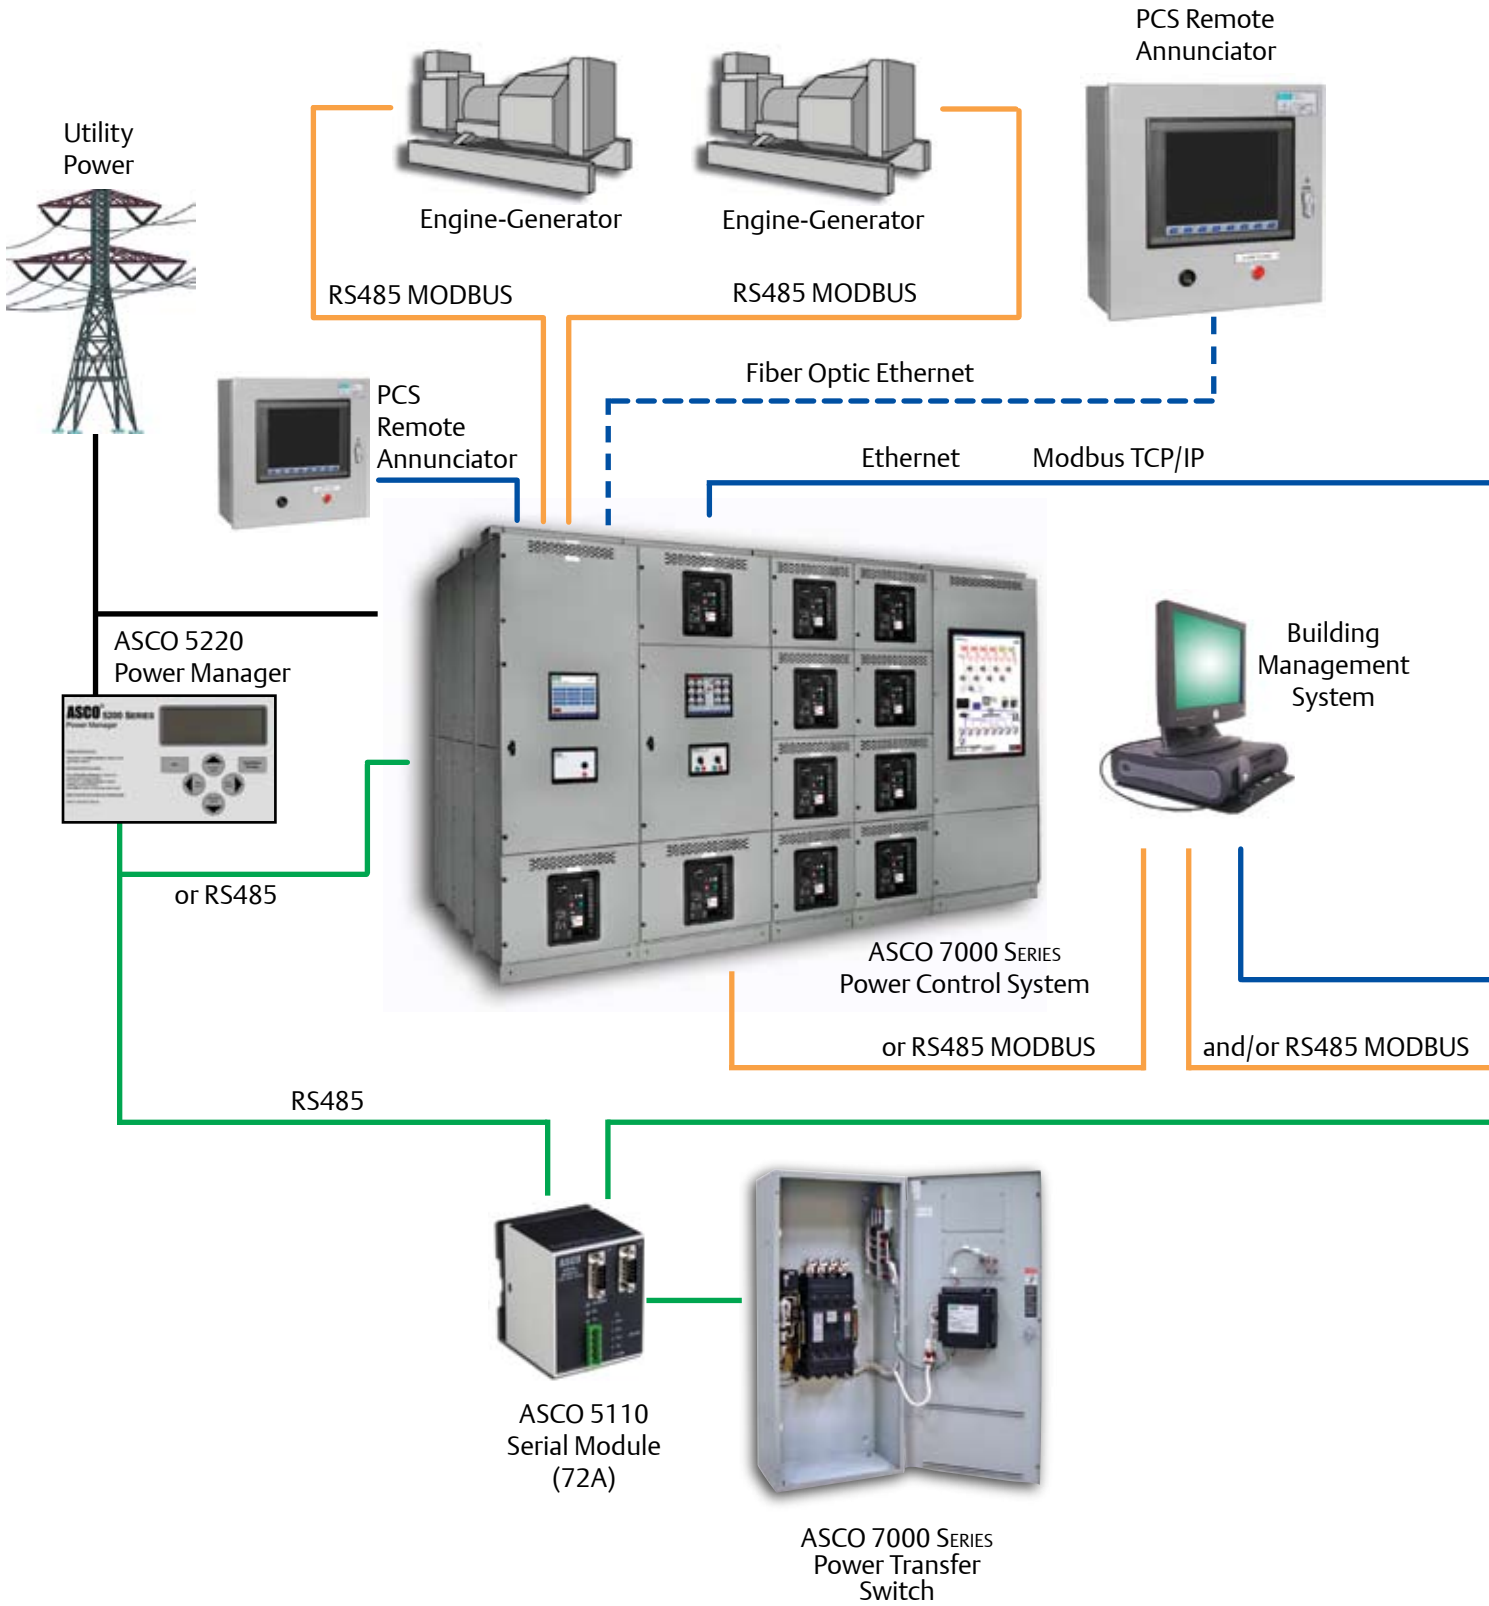 PCS Remote
Annunciator
Utility
Power
Engine-Generator
Engine-Generator
RS485 MODBUS
RS485 MODBUS
Fiber Optic Ethernet
PCS
Remote
Annunciator
Ethernet Modbus TCP/IP
ASCO 5220
Power Manager
ASCO® 5200 SERIES
Power Manager
Building
Management
System
or RS485
ASCO 7000 SERIES
Power Control System
or RS485 MODBUS
and/or RS485 MODBUS
RS485
ASCO
ASCO 5110
Serial Module
(72A)
ASCO 7000 SERIES
Power Transfer
Switch